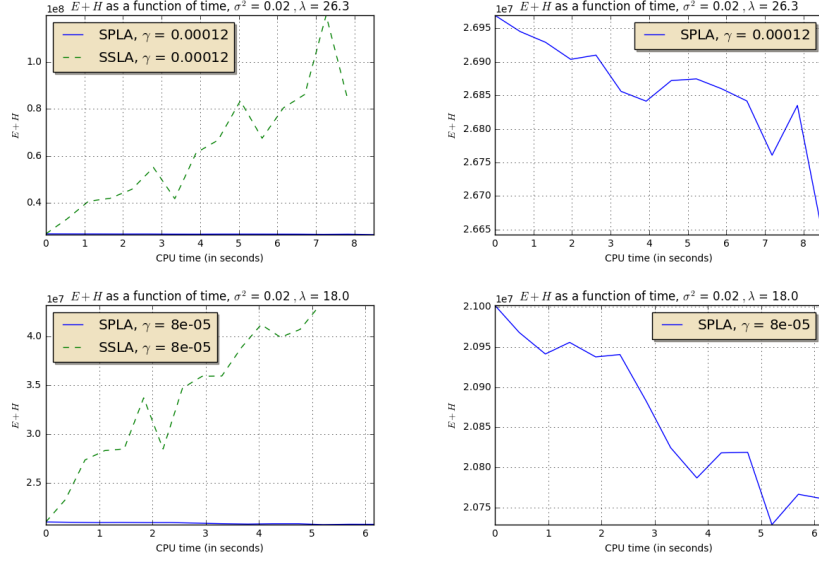 1e8 E + H as a function of time, σ² = 0.02 , λ = 26.3
SPLA, γ = 0.00012
SSLA, γ = 0.00012
1.0
0.8
0.6
0.4
E + H
0 1 2 3 4 5 6 7 8
CPU time (in seconds)
1e7 E + H as a function of time, σ² = 0.02 , λ = 26.3
SPLA, γ = 0.00012
2.695
2.690
2.685
2.680
2.675
2.670
2.665
E + H
0 1 2 3 4 5 6 7 8
CPU time (in seconds)
1e7 E + H as a function of time, σ² = 0.02 , λ = 18.0
SPLA, γ = 8e-05
SSLA, γ = 8e-05
4.0
3.5
3.0
2.5
E + H
0 1 2 3 4 5 6
CPU time (in seconds)
1e7 E + H as a function of time, σ² = 0.02 , λ = 18.0
SPLA, γ = 8e-05
2.100
2.095
2.090
2.085
2.080
2.075
E + H
0 1 2 3 4 5 6
CPU time (in seconds)